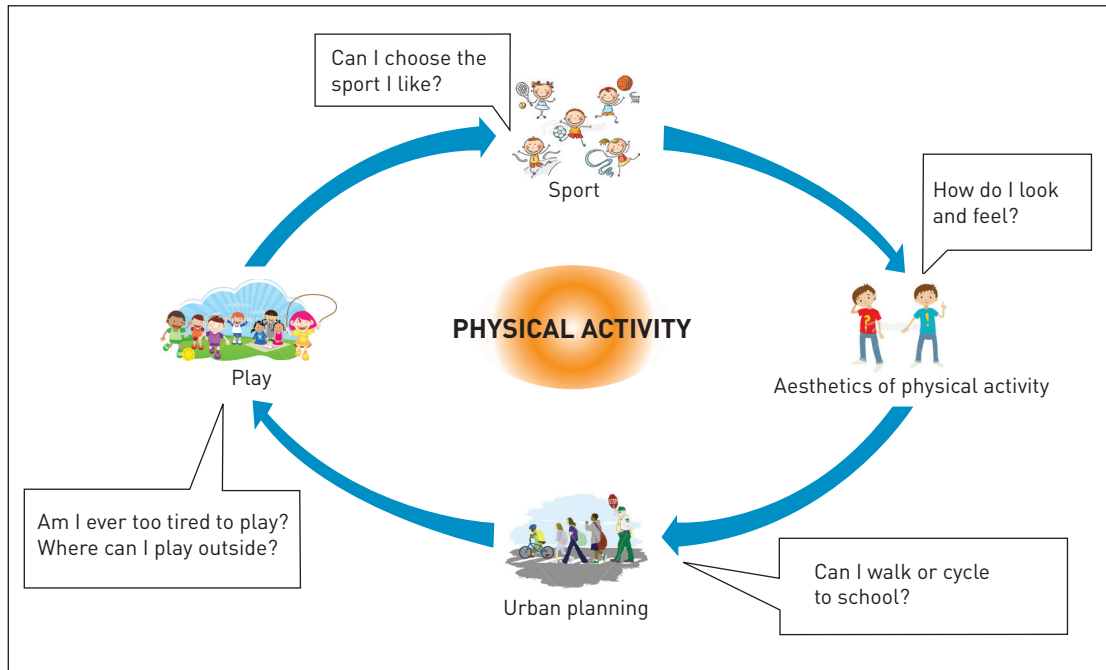 Can I choose the
sport I like?
Sport
How do I look
and feel?
PHYSICAL ACTIVITY
Play
Aesthetics of physical activity
Am I ever too tired to play?
Where can I play outside?
STOP
Urban planning
Can I walk or cycle
to school?